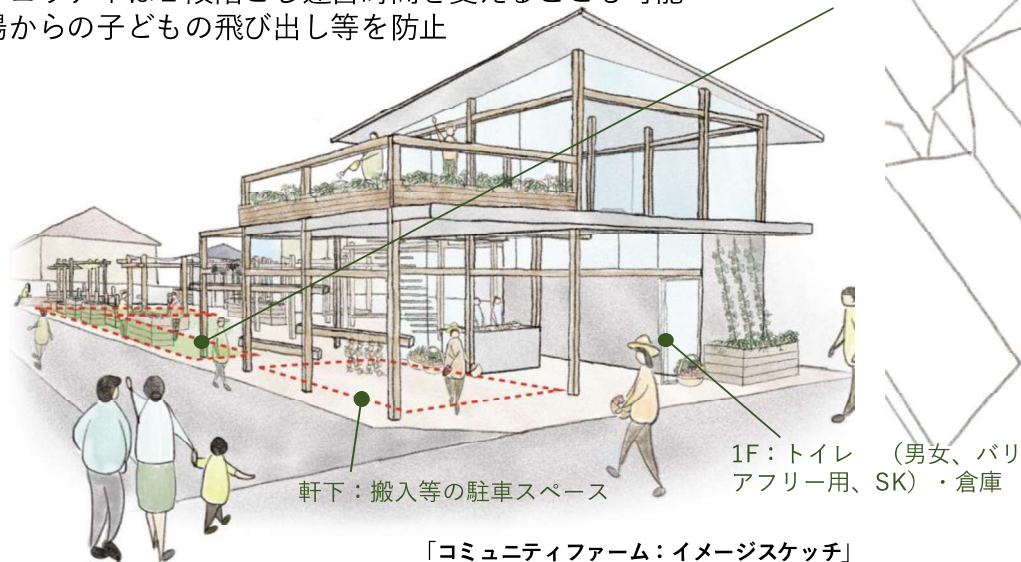 場からの子どもの飛び出し等を防止
1F：トイレ　（男女、バリ
アフリー用、SK）・倉庫
軒下：搬入等の駐車スペース
「コミュニティファーム：イメージスケッチ」